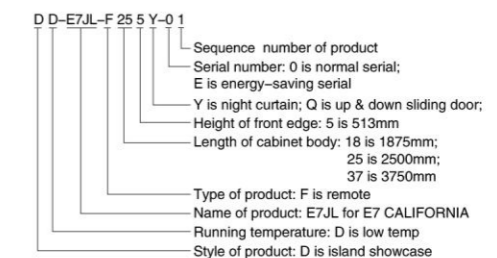 D D-E7JL-F 25 5 Y-0 1
Sequence number of product
Serial number: 0 is normal serial;
E is energy-saving serial
Y is night curtain; Q is up & down sliding door;
Height of front edge: 5 is 513mm
Length of cabinet body: 18 is 1875mm;
25 is 2500mm;
37 is 3750mm
Type of product: F is remote
Name of product: E7JL for E7 CALIFORNIA
Running temperature: D is low temp
Style of product: D is island showcase